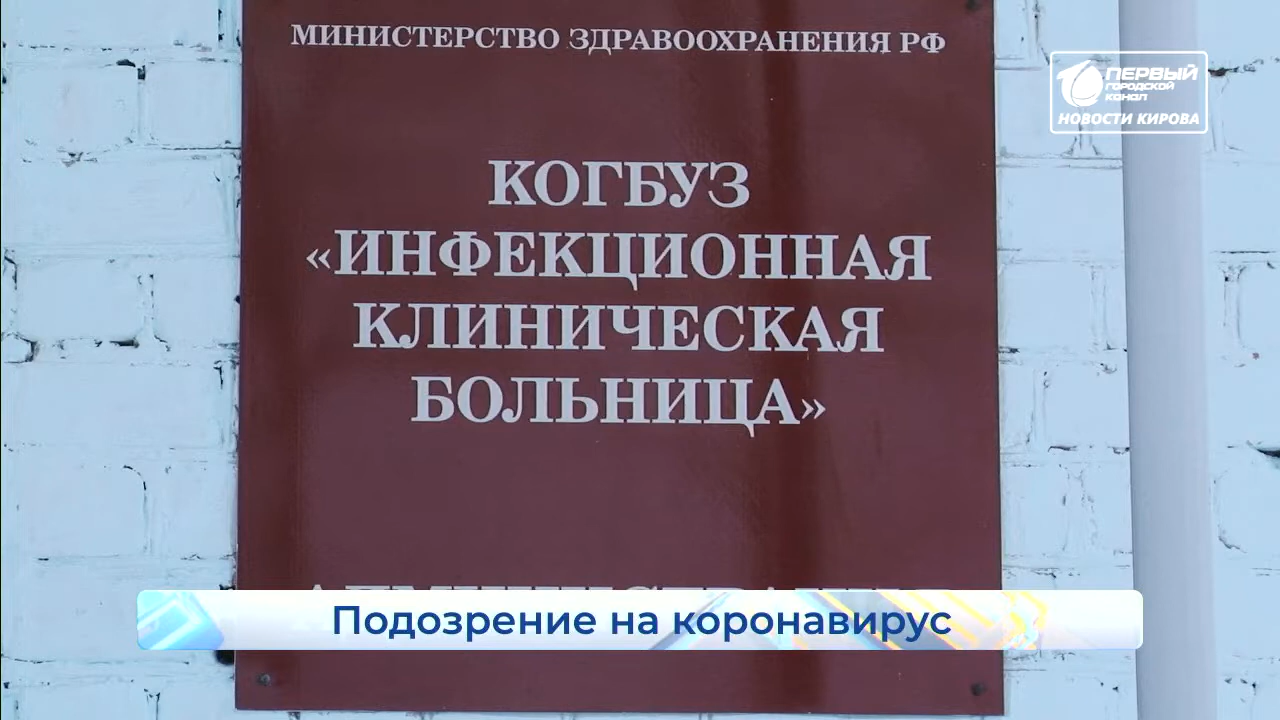 МИНИСТЕРСТВО ЗДРАВООХРАНЕНИЯ РФ
ПЕРВЫЙ
ГОРОДСКОЙ
КАНАЛ
НОВОСТИ КИРОВА
КОГБУЗ
«ИНФЕКЦИОННАЯ
КЛИНИЧЕСКАЯ
БОЛЬНИЦА»
Подозрение на коронавирус